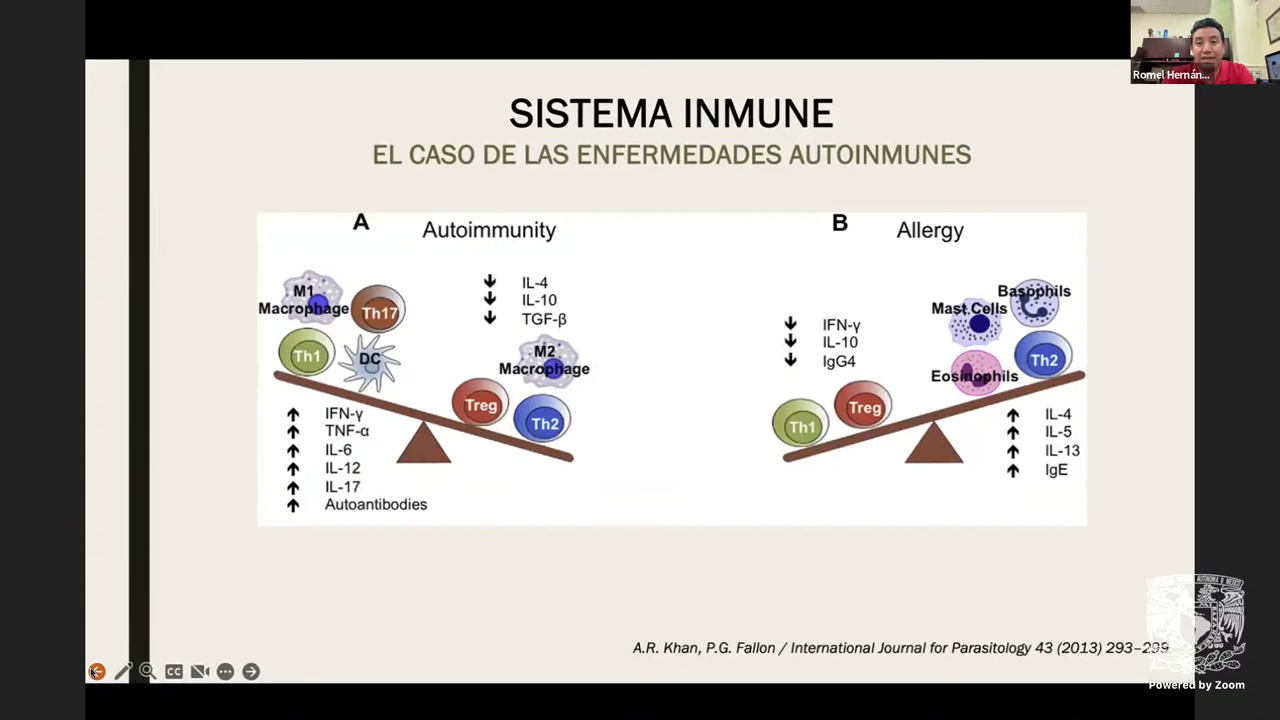 Romel Hernán...
SISTEMA INMUNE
EL CASO DE LAS ENFERMEDADES AUTOINMUNES
A
Autoimmunity
M1
Macrophage
Th17
Th1
DC
↓ IL-4
↓ IL-10
↓ TGF-β
M2
Macrophage
Treg
Th2
↑ IFN-γ
↑ TNF-α
↑ IL-6
↑ IL-12
↑ IL-17
↑ Autoantibodies
B
Allergy
↓ IFN-γ
↓ IL-10
↓ IgG4
Basophils
Mast Cells
Th2
Eosinophils
Treg
Th1
↑ IL-4
↑ IL-5
↑ IL-13
↑ IgE
A.R. Khan, P.G. Fallon / International Journal for Parasitology 43 (2013) 293–299
CC
Powered by Zoom